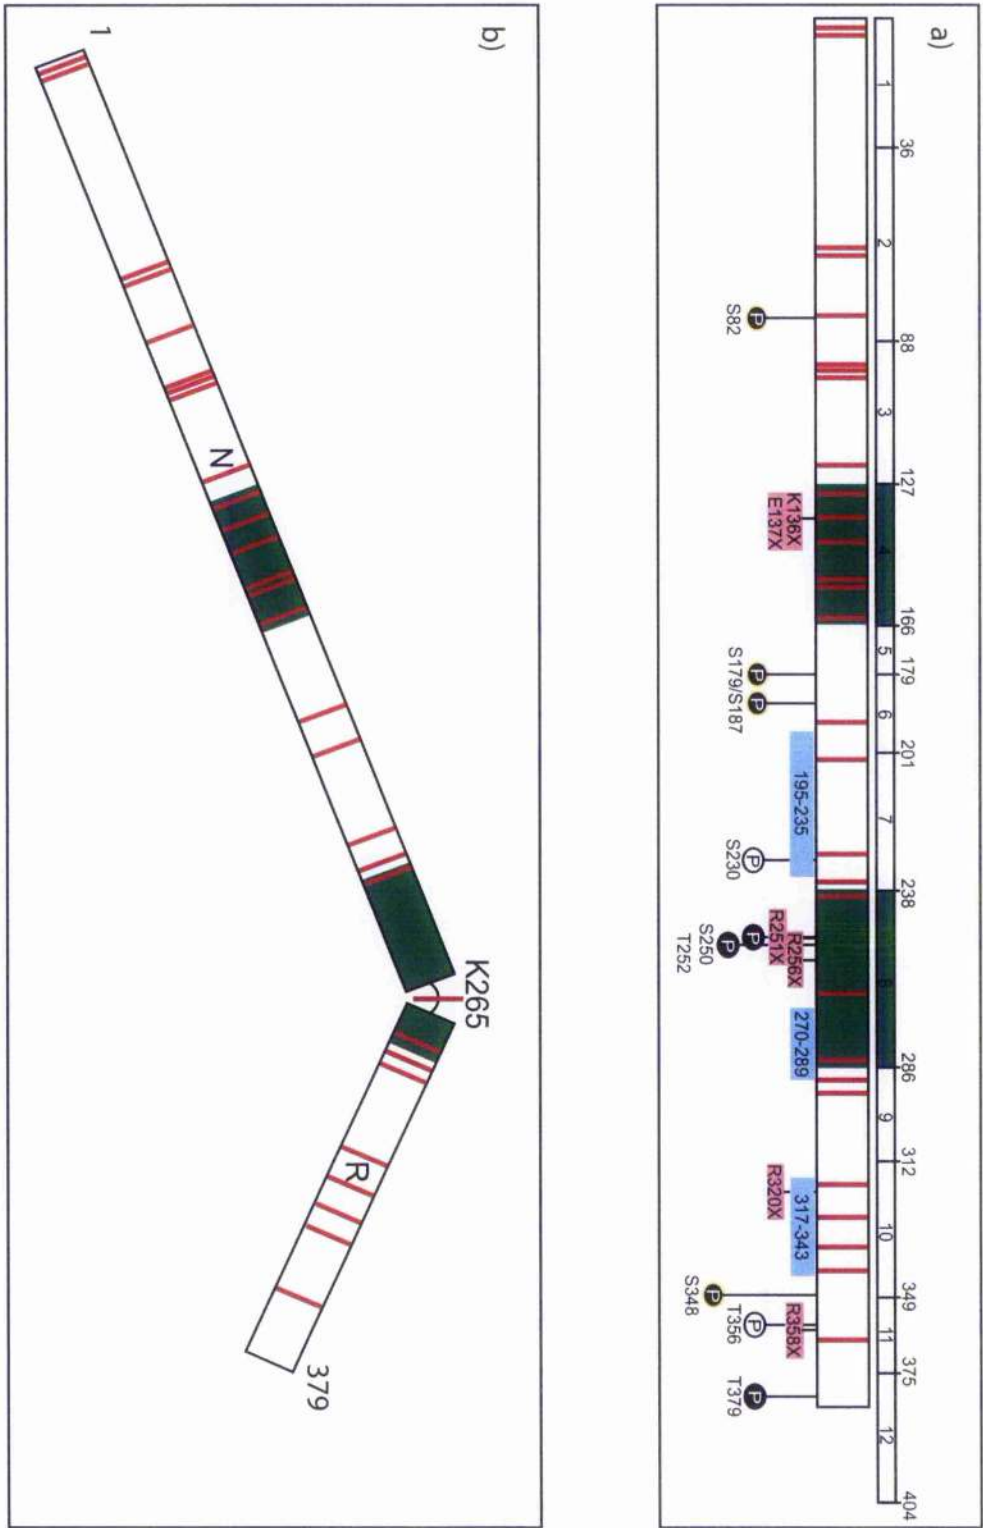 a)
1 2 3 4 5 6 7 8 9 10 11 12
36 88 127 166 179 201 238 286 312 349 375 404
P P P P P P P P P
K136X R256X R358X
E137X R251X R320X
195-235 270-289 317-343
S82 S179/S187 S230 S250 T252 S348 T356 T379
b)
1
N
K265
R
379